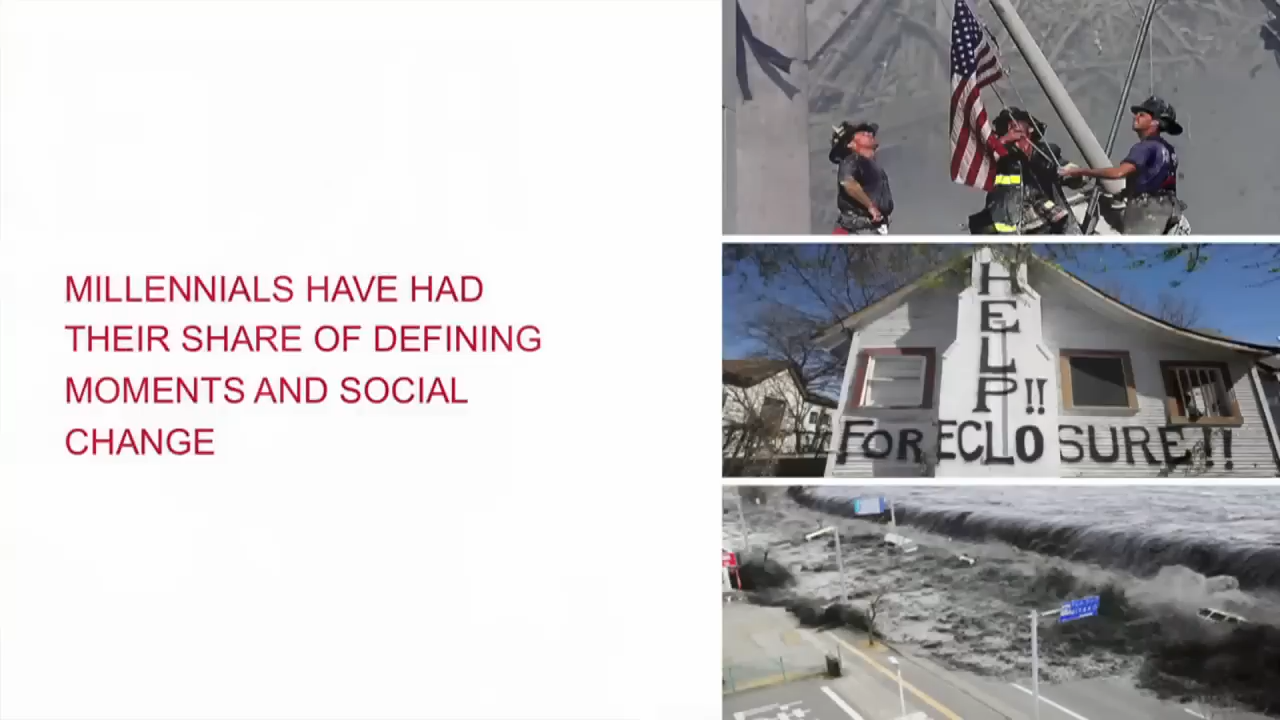 MILLENNIALS HAVE HAD
THEIR SHARE OF DEFINING
MOMENTS AND SOCIAL
CHANGE
HELP!!
FORECLOSURE!!